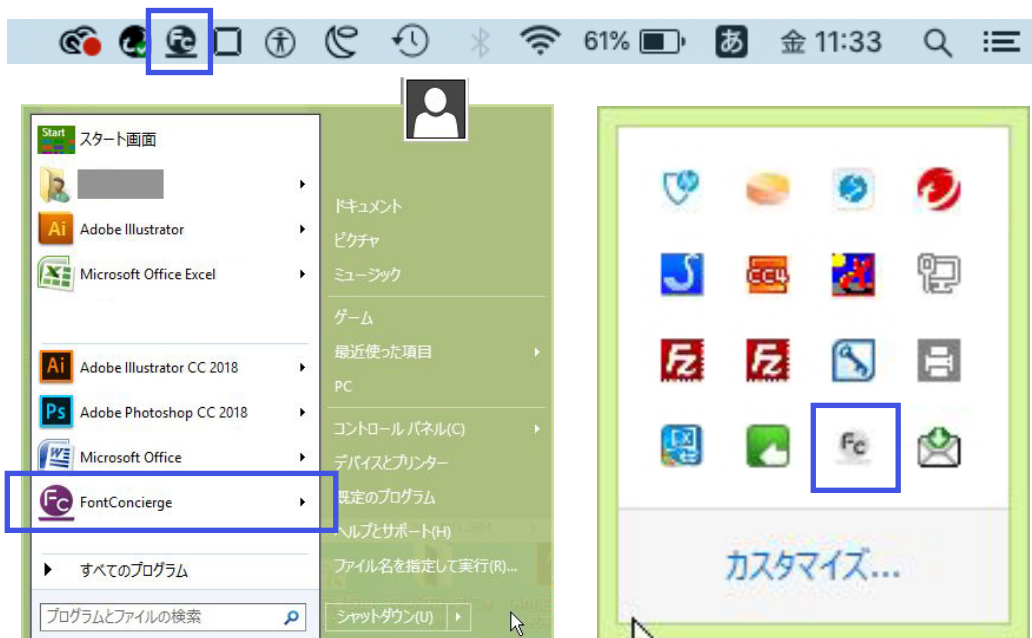 Fc
61%
あ
金 11:33
Start
スタート画面
Ai
Adobe Illustrator
Microsoft Office Excel
Ai
Adobe Illustrator CC 2018
Ps
Adobe Photoshop CC 2018
Microsoft Office
Fc
FontConcierge
すべてのプログラム
プログラムとファイルの検索
ドキュメント
ピクチャ
ミュージック
ゲーム
最近使った項目
PC
コントロール パネル(C)
デバイスとプリンター
既定のプログラム
ヘルプとサポート(H)
ファイル名を指定して実行(R)...
シャットダウン(U)
CC4
Fz
Fz
Fc
カスタマイズ...